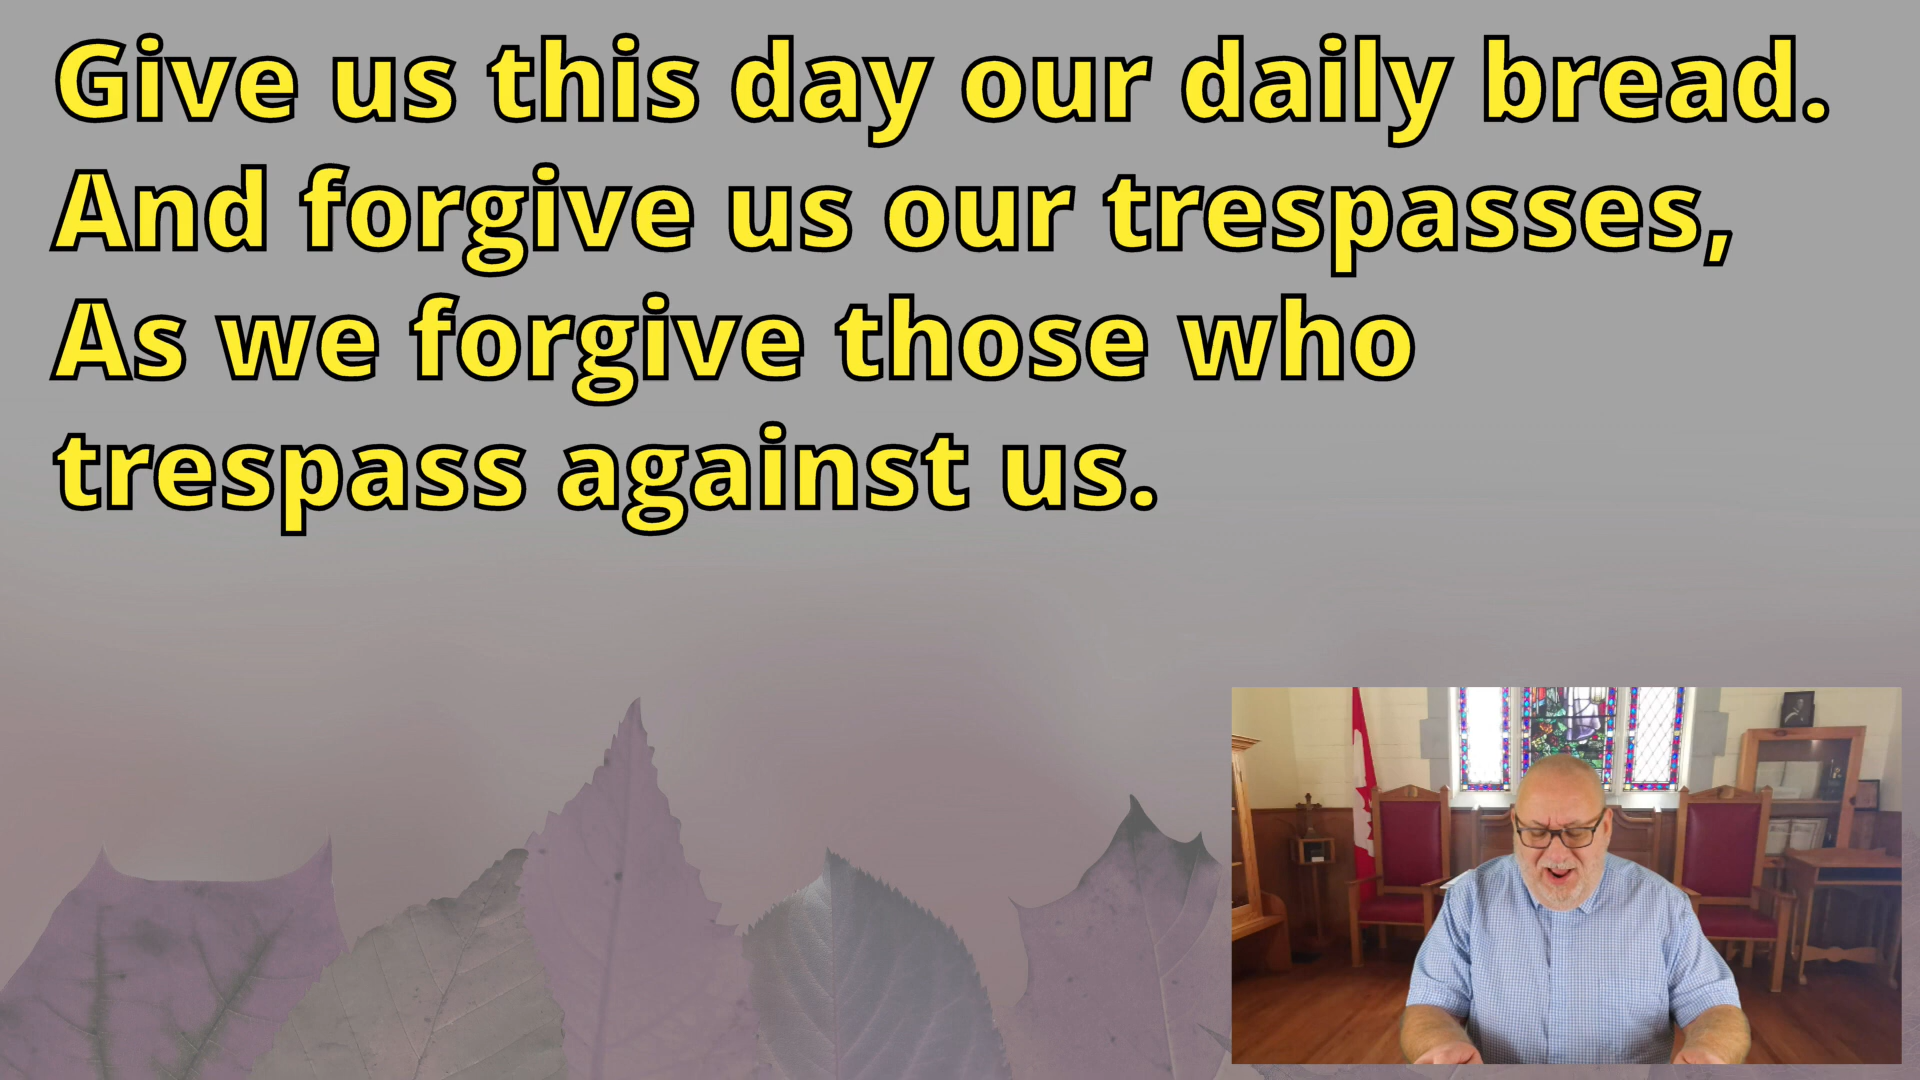 Give us this day our daily bread.
And forgive us our trespasses,
As we forgive those who
trespass against us.